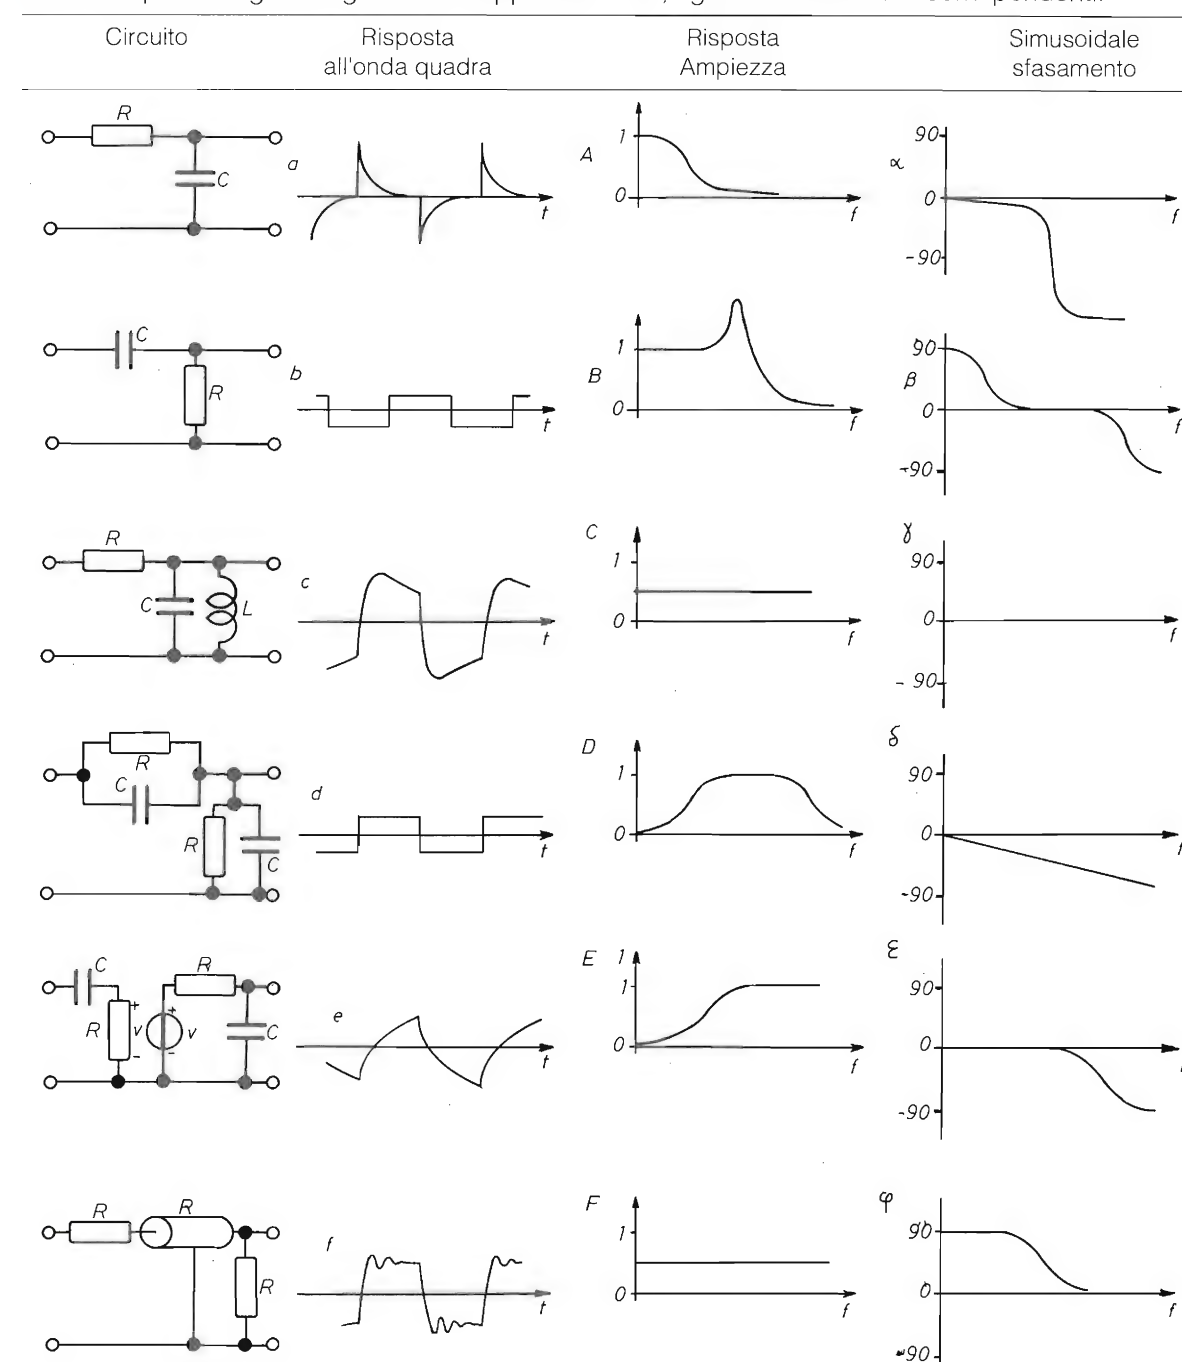 Circuito Risposta all'onda quadra Risposta Ampiezza Simusoidale sfasamento
R C a t A 1 0 f α 90 0 -90 f
C R b t B 1 0 f β 90 0 -90 f
R C L c t C 1 0 f γ 90 0 -90 f
R C R C d t D 1 0 f δ 90 0 -90 f
C R + v - + v - R C e t E 1 1 0 f ε 90 0 -90
R R R f t F 1 0 f φ 90 0 -90 f